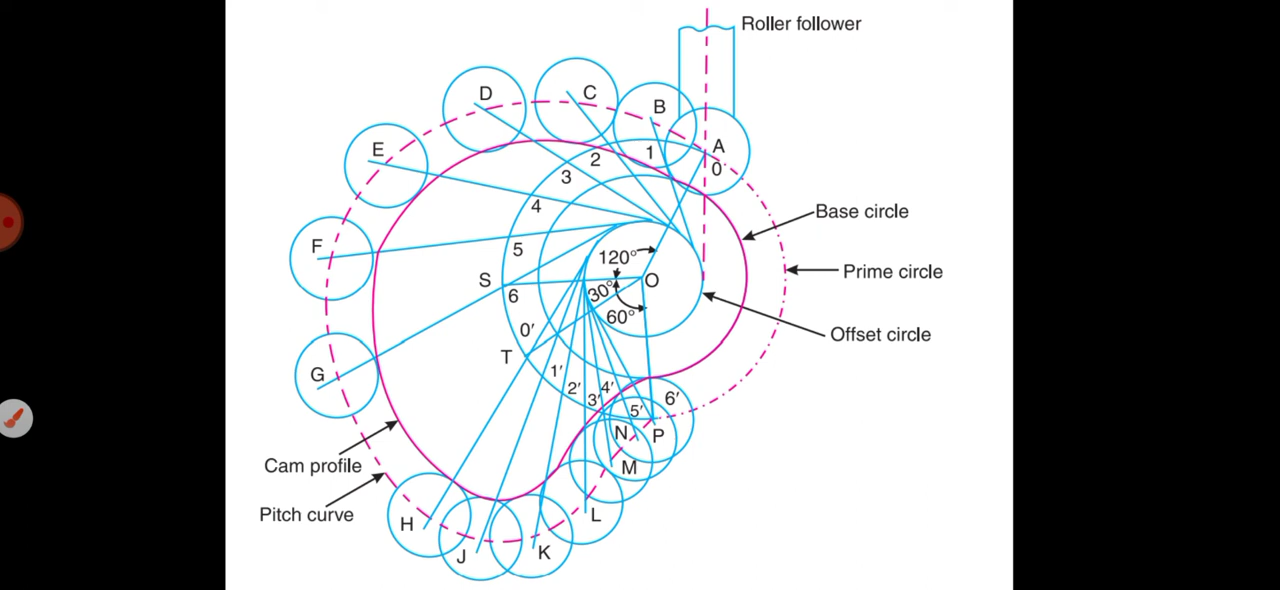 Roller follower
D
C
B
E
A
1
0
2
3
4
Base circle
F
5
120°
Prime circle
S
O
6
30°
60°
0′
Offset circle
T
1′
G
2′
4′
3′
6′
5′
N
P
Cam profile
M
Pitch curve
H
L
J
K